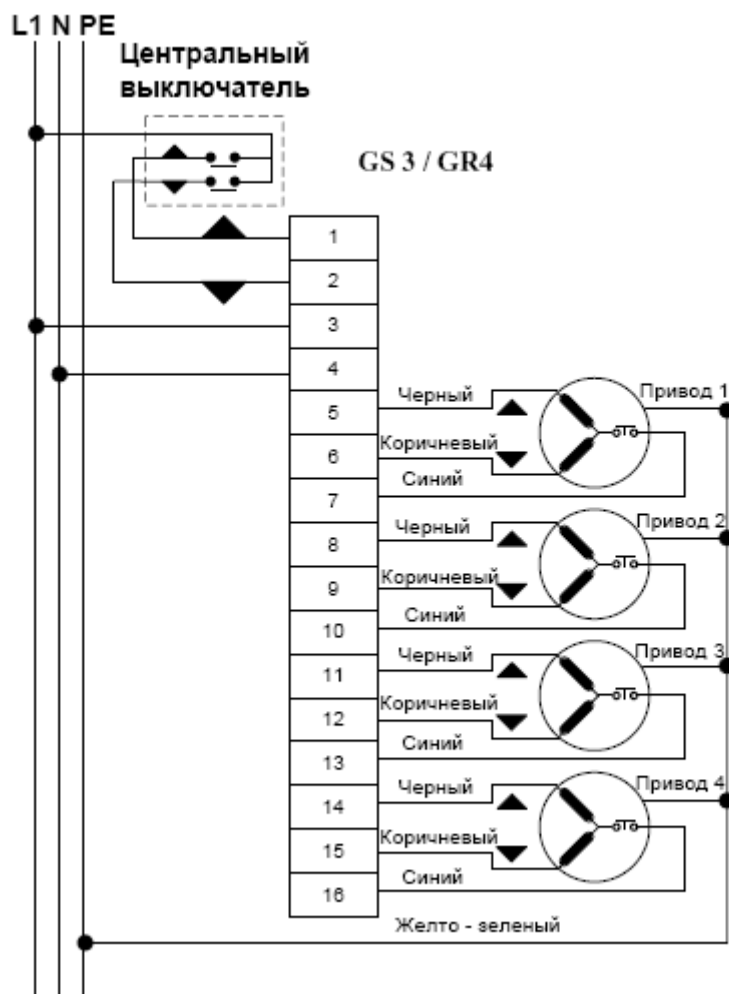 L1 N PE
Центральный
выключатель
GS 3 / GR4
1
2
3
4
5
6
7
8
9
10
11
12
13
14
15
16
Черный
Привод 1
Коричневый
Синий
Черный
Привод 2
Коричневый
Синий
Черный
Привод 3
Коричневый
Синий
Черный
Привод 4
Коричневый
Синий
Желто - зеленый